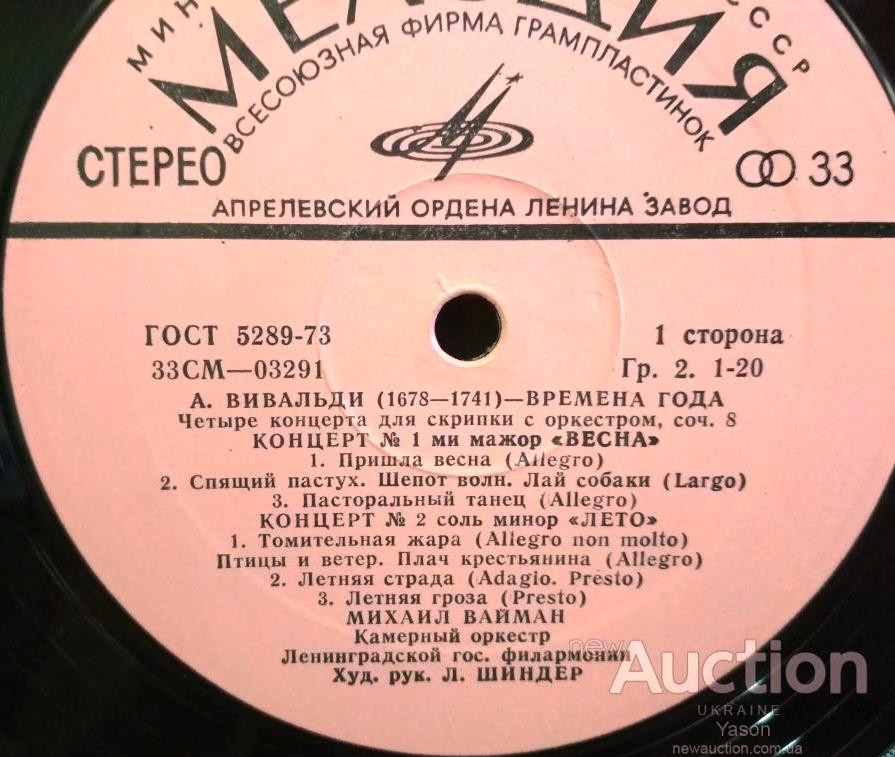 МИН СССР
МЕЛОДИЯ
ВСЕСОЮЗНАЯ ФИРМА ГРАМПЛАСТИНОК
СТЕРЕО 33
АПРЕЛЕВСКИЙ ОРДЕНА ЛЕНИНА ЗАВОД
ГОСТ 5289-73 1 сторона
33СМ—03291 Гр. 2. 1-20
А. ВИВАЛЬДИ (1678—1741)—ВРЕМЕНА ГОДА
Четыре концерта для скрипки с оркестром, соч. 8
КОНЦЕРТ № 1 ми мажор «ВЕСНА»
1. Пришла весна (Allegro)
2. Спящий пастух. Шепот волн. Лай собаки (Largo)
3. Пасторальный танец (Allegro)
КОНЦЕРТ № 2 соль минор «ЛЕТО»
1. Томительная жара (Allegro non molto)
Птицы и ветер. Плач крестьянина (Allegro)
2. Летняя страда (Adagio. Presto)
3. Летняя гроза (Presto)
МИХАИЛ ВАЙМАН
Камерный оркестр
Ленинградской гос. филармонии
Худ. рук. Л. ШИНДЕР
new Auction
UKRAINE
Yason
newauction.com.ua